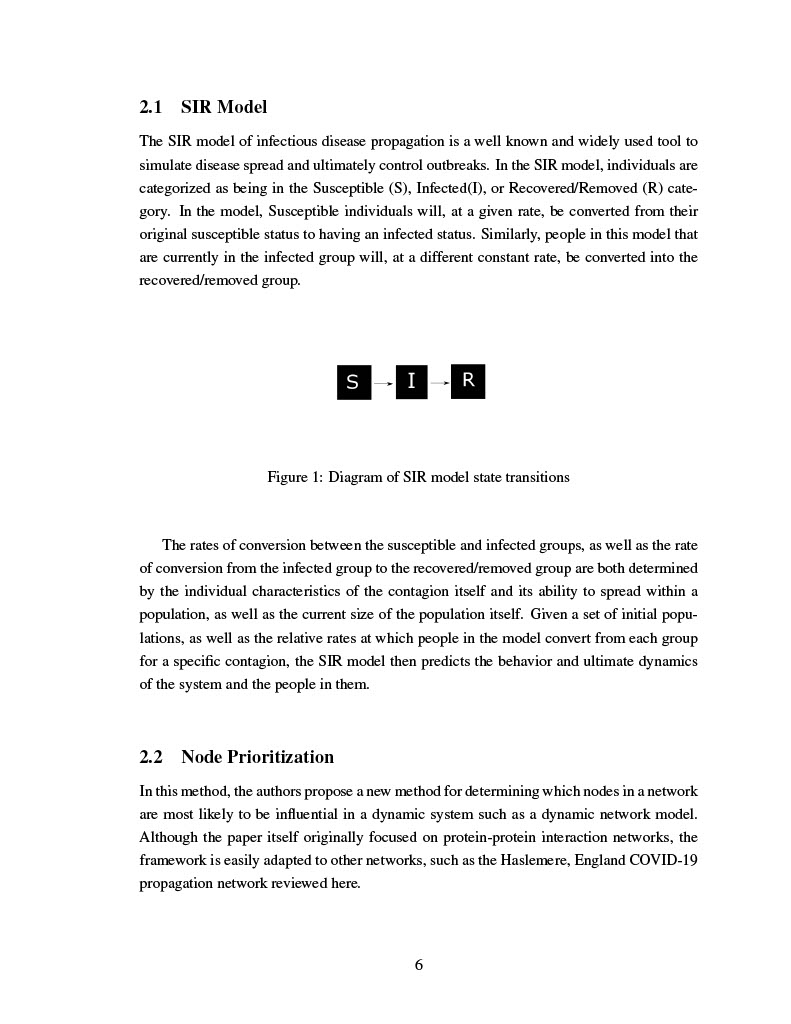 2.1 SIR Model
The SIR model of infectious disease propagation is a well known and widely used tool to
simulate disease spread and ultimately control outbreaks. In the SIR model, individuals are
categorized as being in the Susceptible (S), Infected(I), or Recovered/Removed (R) cate-
gory. In the model, Susceptible individuals will, at a given rate, be converted from their
original susceptible status to having an infected status. Similarly, people in this model that
are currently in the infected group will, at a different constant rate, be converted into the
recovered/removed group.
S → I → R
Figure 1: Diagram of SIR model state transitions
The rates of conversion between the susceptible and infected groups, as well as the rate
of conversion from the infected group to the recovered/removed group are both determined
by the individual characteristics of the contagion itself and its ability to spread within a
population, as well as the current size of the population itself. Given a set of initial popu-
lations, as well as the relative rates at which people in the model convert from each group
for a specific contagion, the SIR model then predicts the behavior and ultimate dynamics
of the system and the people in them.
2.2 Node Prioritization
In this method, the authors propose a new method for determining which nodes in a network
are most likely to be influential in a dynamic system such as a dynamic network model.
Although the paper itself originally focused on protein-protein interaction networks, the
framework is easily adapted to other networks, such as the Haslemere, England COVID-19
propagation network reviewed here.
6